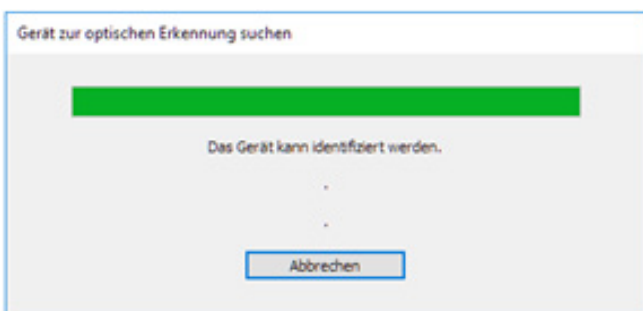 Gerät zur optischen Erkennung suchen
Das Gerät kann identifiziert werden.
.
.
Abbrechen